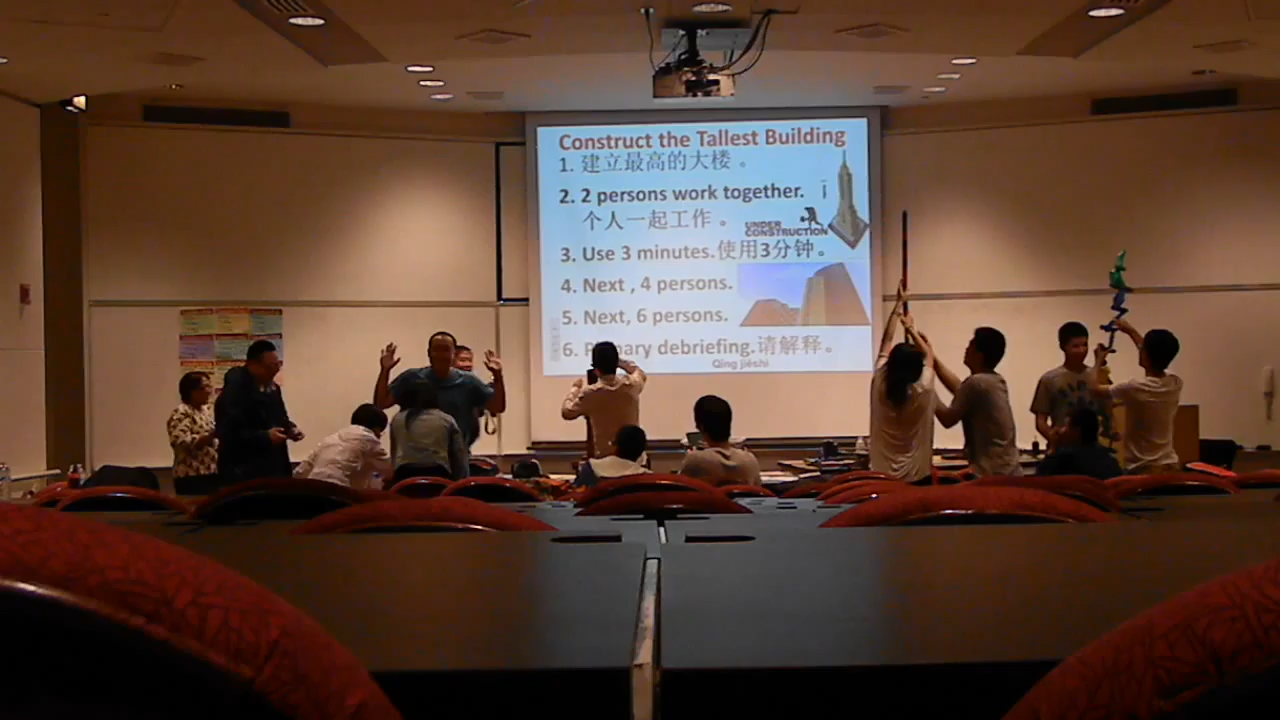 Construct the Tallest Building
1. 建立最高的大楼 。
2. 2 persons work together.
个人一起工作 。
UNDER
CONSTRUCTION
3. Use 3 minutes.使用3分钟。
4. Next , 4 persons.
5. Next, 6 persons.
6. debriefing.请解释。
Qing jiěshì